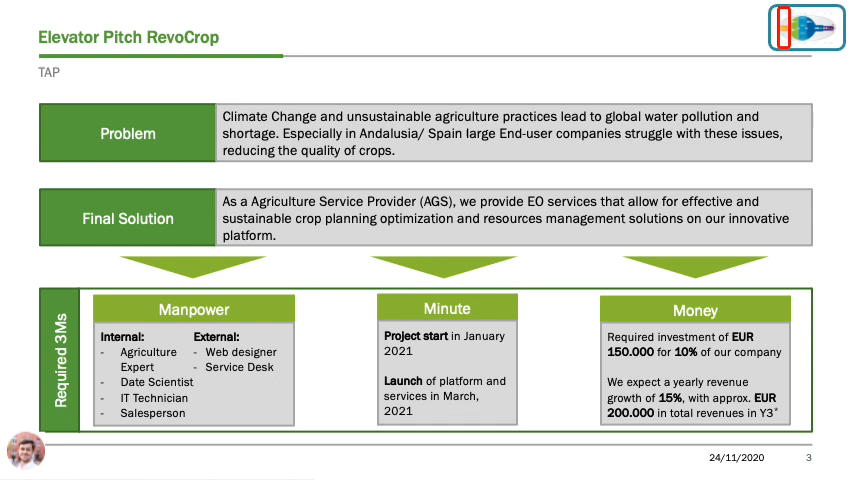 Elevator Pitch RevoCrop
TAP
Problem
Climate Change and unsustainable agriculture practices lead to global water pollution and
shortage. Especially in Andalusia/ Spain large End-user companies struggle with these issues,
reducing the quality of crops.
Final Solution
As a Agriculture Service Provider (AGS), we provide EO services that allow for effective and
sustainable crop planning optimization and resources management solutions on our innovative
platform.
Required 3Ms
Manpower
Internal:
- Agriculture
Expert
- Date Scientist
- IT Technician
- Salesperson
External:
- Web designer
- Service Desk
Minute
Project start in January
2021
Launch of platform and
services in March,
2021
Money
Required investment of EUR
150.000 for 10% of our company
We expect a yearly revenue
growth of 15%, with approx. EUR
200.000 in total revenues in Y3*
24/11/2020
3